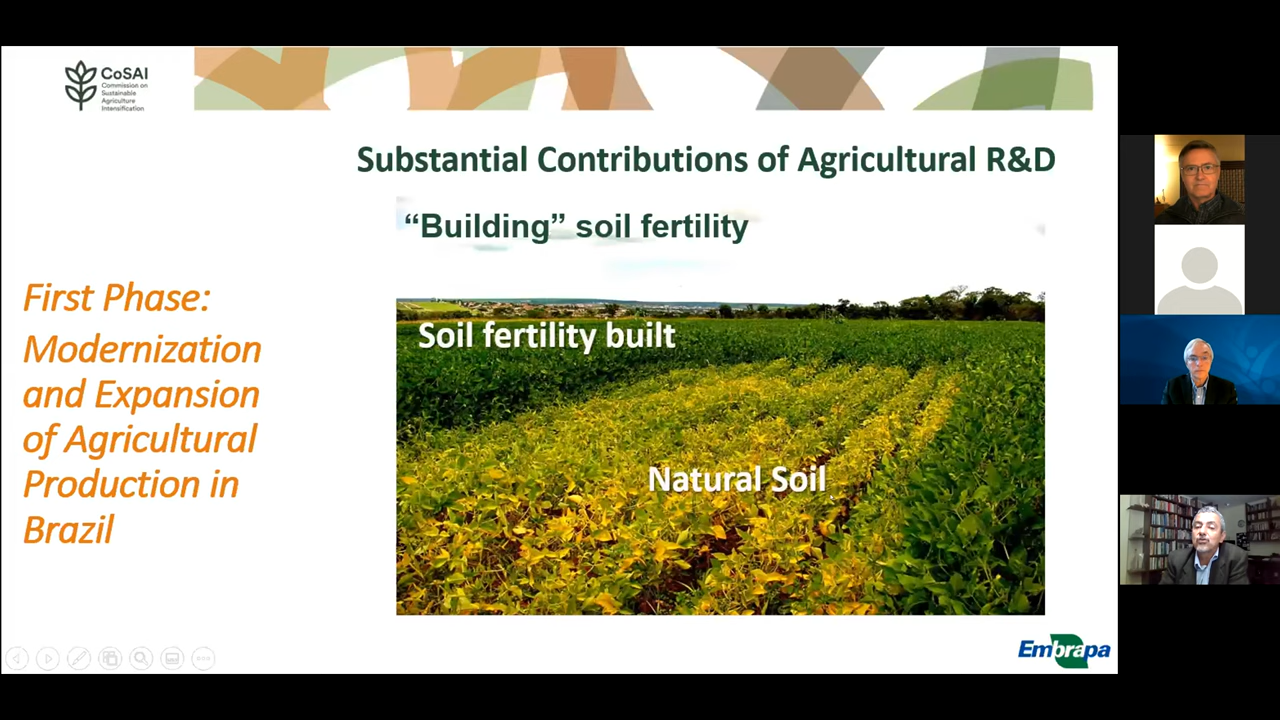 CoSAI
Commission on
Sustainable
Agriculture
Intensification
Substantial Contributions of Agricultural R&D
“Building” soil fertility
First Phase:
Modernization
and Expansion
of Agricultural
Production in
Brazil
Soil fertility built
Natural Soil
Embrapa